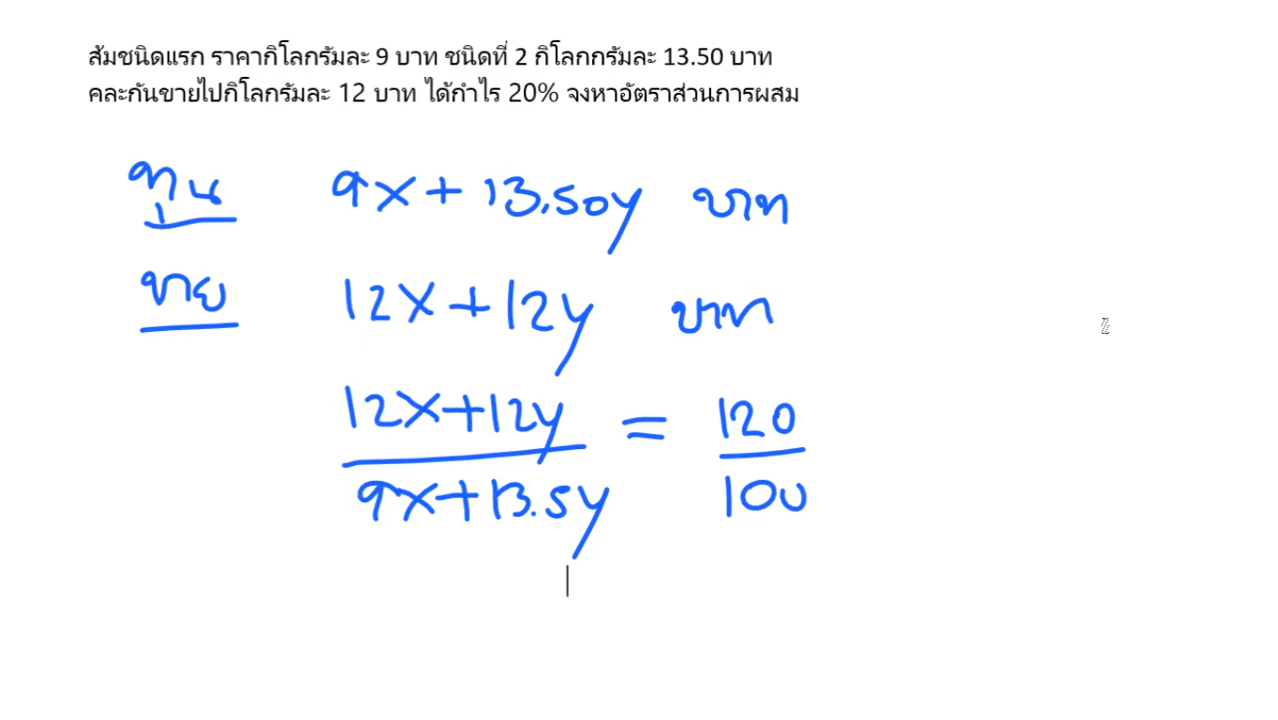 ส้มชนิดแรก ราคากิโลกรัมละ 9 บาท ชนิดที่ 2 กิโลกกรัมละ 13.50 บาท
คละกันขายไปกิโลกรัมละ 12 บาท ได้กำไร 20% จงหาอัตราส่วนการผสม
ทุน 9x+13.50y บาท
ขาย 12x+12y บาท
12x+12y = 120
9x+13.5y 100